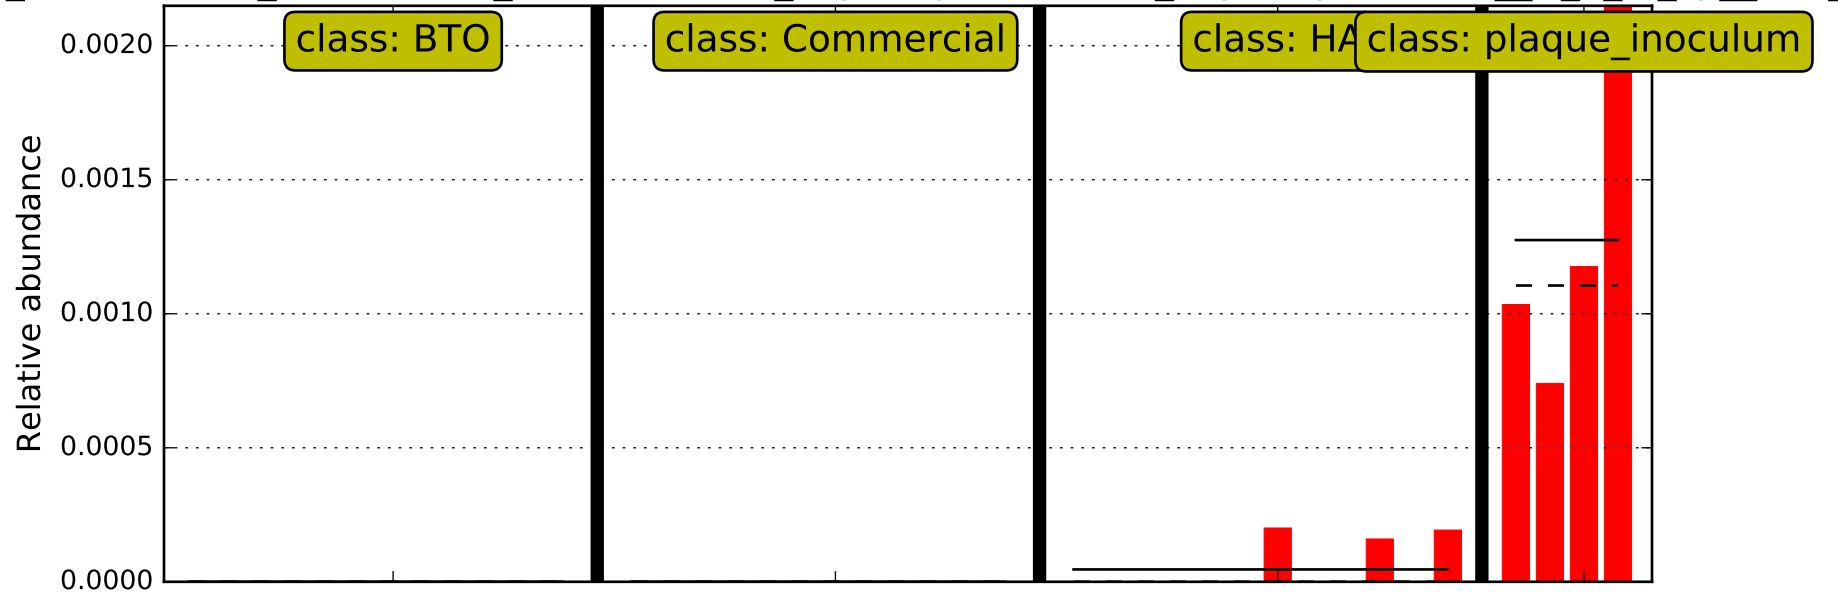 class: BTO
class: Commercial
class: HA
class: plaque_inoculum
Relative abundance
0.0020
0.0015
0.0010
0.0005
0.0000